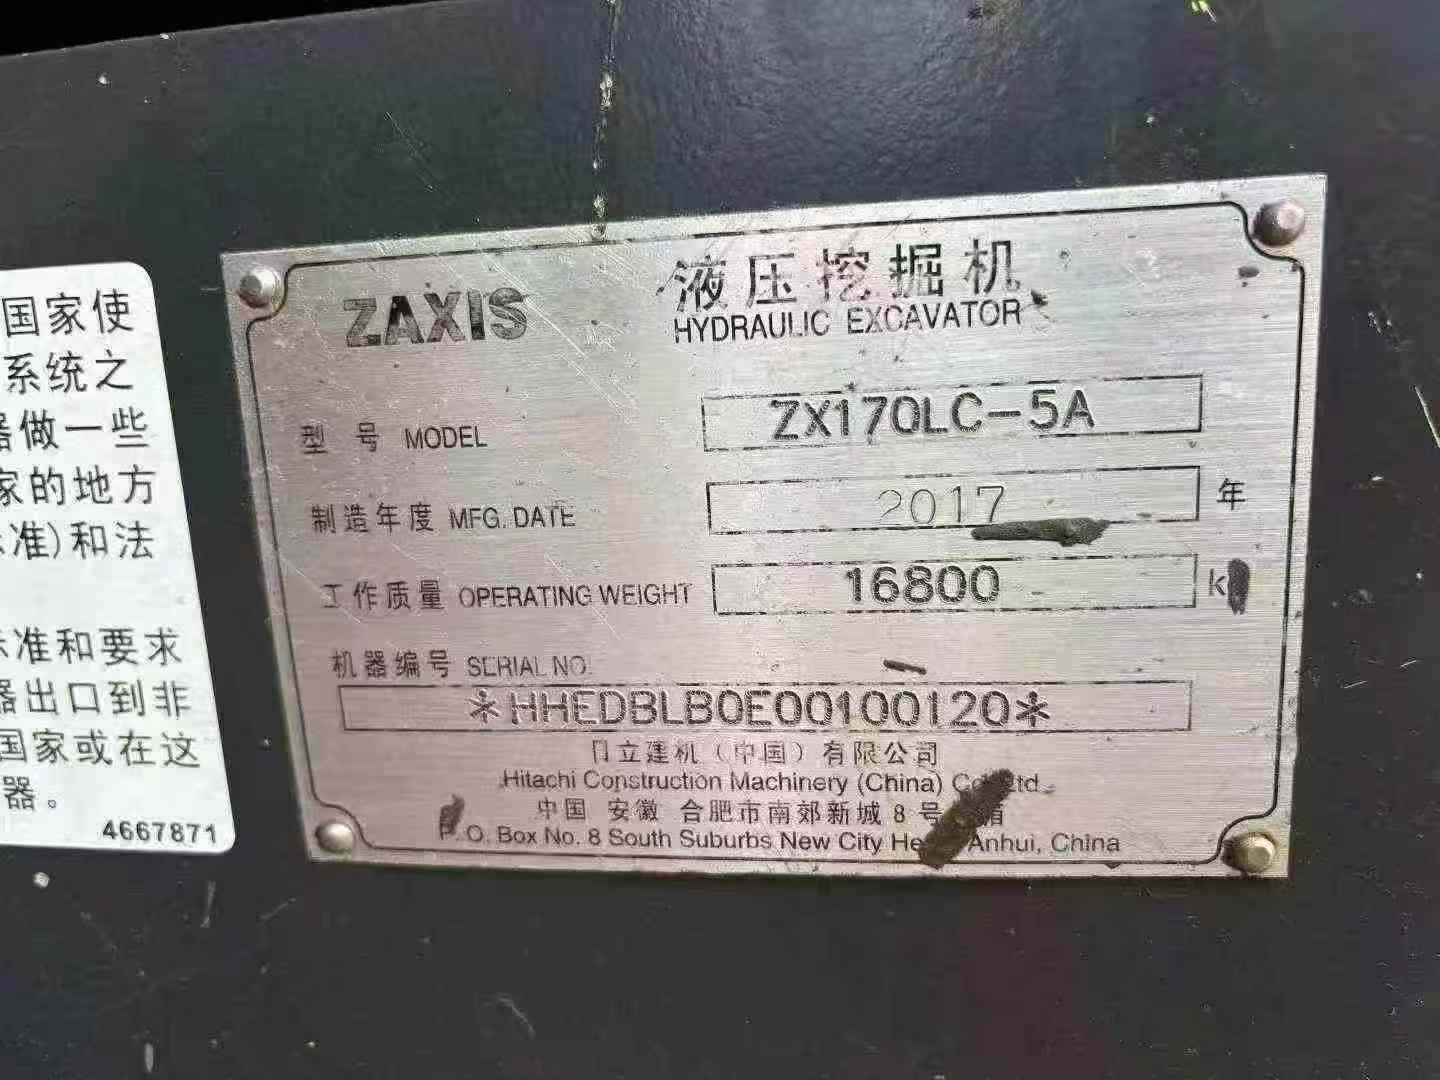 国家使
系统之
器做一些
家的地方
准)和法
准和要求
器出口到非
国家或在这
器。
4667871
ZAXIS
液压挖掘机
HYDRAULIC EXCAVATOR
型 号 MODEL ZX170LC-5A
制造年度 MFG. DATE 2017 年
工作质量 OPERATING WEIGHT 16800 k
机器编号 SERIAL NO.
*HHEDBLB0E00100120*
日立建机（中国）有限公司
Hitachi Construction Machinery (China) Co. Ltd.
中国 安徽 合肥市南郊新城 8 号 箱
P. O. Box No. 8 South Suburbs New City Anhui, China